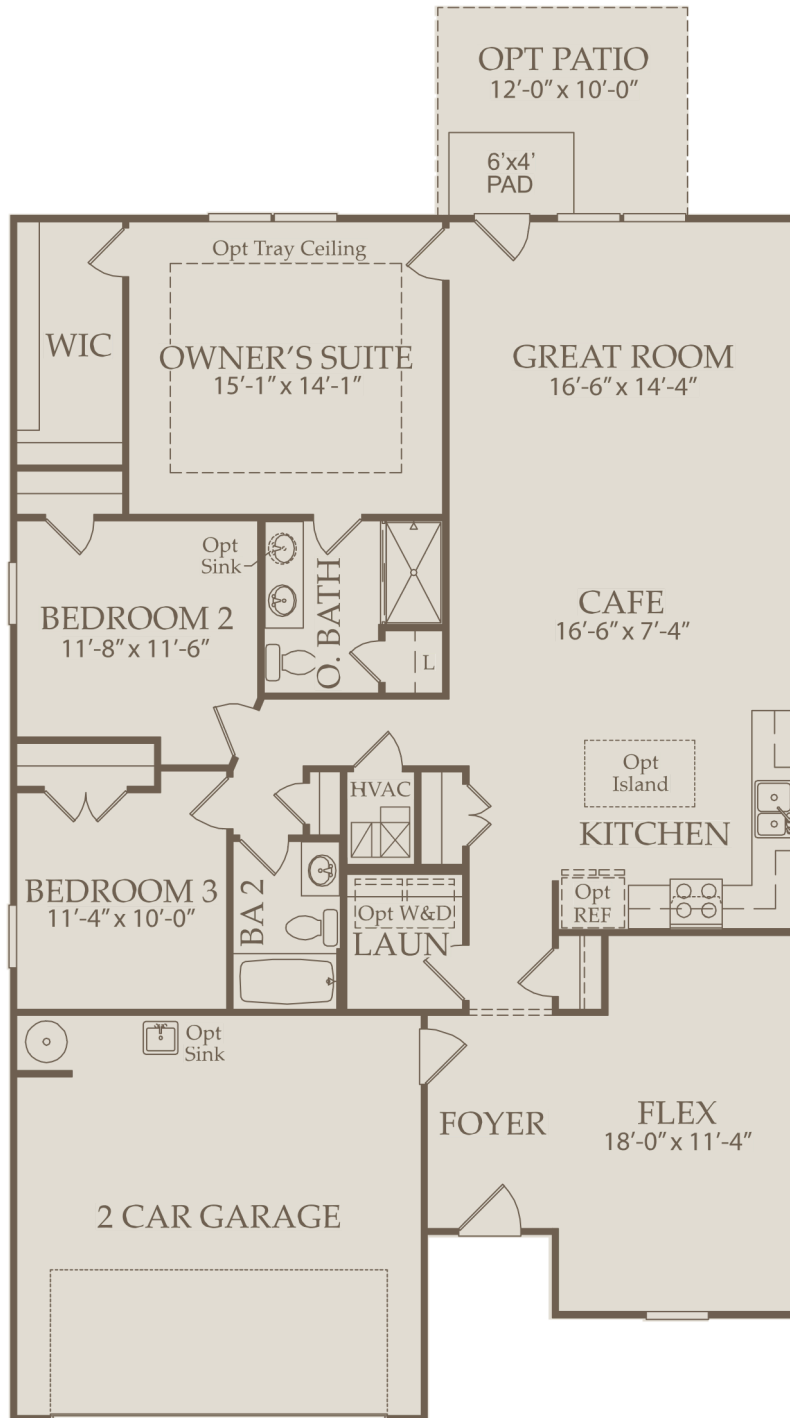 OPT PATIO
12'-0" x 10'-0"
6'x4'
PAD
Opt Tray Ceiling
WIC
OWNER'S SUITE
15'-1" x 14'-1"
GREAT ROOM
16'-6" x 14'-4"
Opt
Sink
O. BATH
BEDROOM 2
11'-8" x 11'-6"
L
CAFE
16'-6" x 7'-4"
Opt
Island
HVAC
KITCHEN
BEDROOM 3
11'-4" x 10'-0"
BA 2
Opt W&D
LAUN
Opt
REF
Opt
Sink
FOYER
FLEX
18'-0" x 11'-4"
2 CAR GARAGE